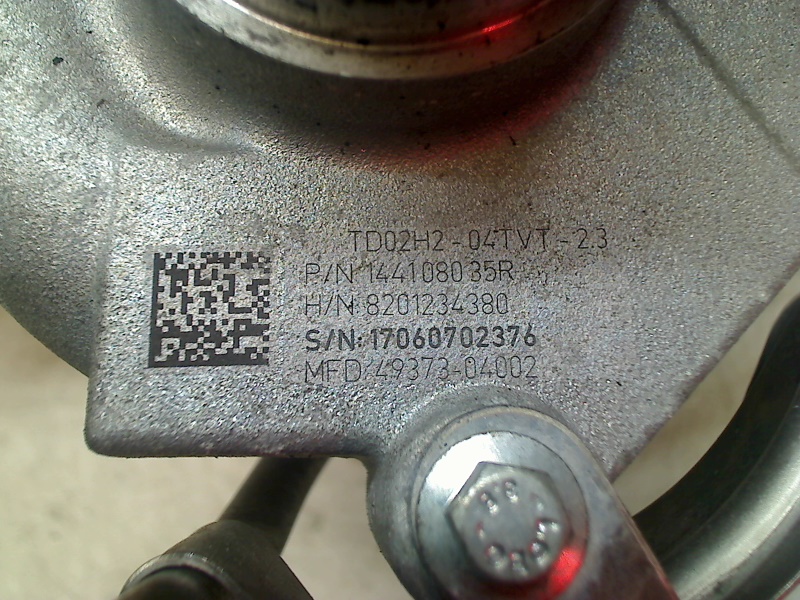 TD02H2-04TVT-2.3
P/N 144108035R
H/N 8201234380
S/N: 17060702376
MFD:49373-04002